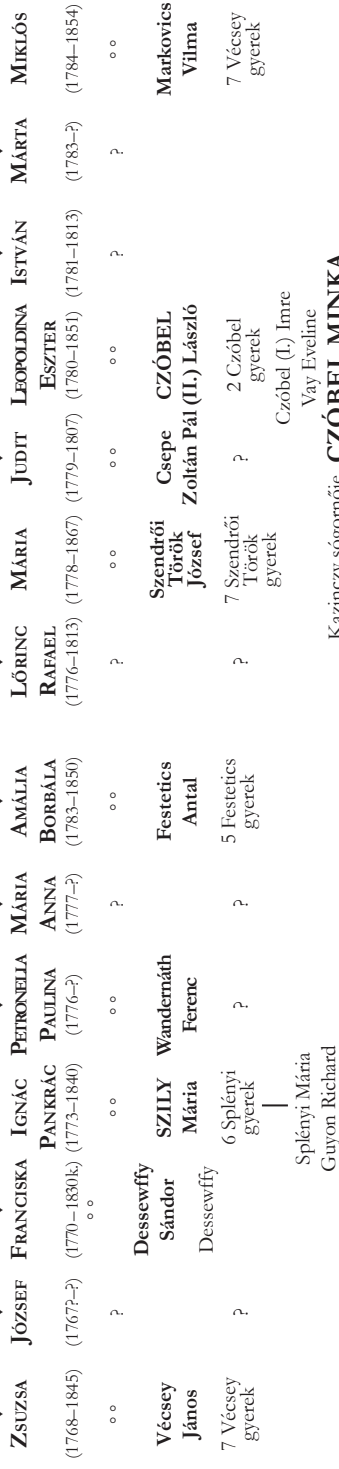 ZSUZSA JÓZSEF FRANCISKA IGNÁC PETRONELLA MÁRIA AMÁLIA LŐRINC MÁRIA JUDIT LEOPOLDINA ISTVÁN MÁRTA MIKLÓS
PANKRÁC PAULINA ANNA BORBÁLA RAFAEL ESZTER
(1768–1845) (1767?–?) (1770–1830k.) (1773–1840) (1776–?) (1777–?) (1783–1850) (1776–1813) (1778–1867) (1779–1807) (1780–1851) (1781–1813) (1783–?) (1784–1854)
°° ? °° °° °° ? °° ? °° °° °° ? ? °°
Vécsey Dessewffy SZILY Wandernáth Festetics Szendrői Csepe CZÓBEL Markovics
János Sándor Mária Ferenc Antal Török Zoltán Pál (II.) László Vilma
József
7 Vécsey ? Dessewffy 6 Splényi ? ? 5 Festetics ? 7 Szendrői ? 2 Czóbel 7 Vécsey
gyerek gyerek gyerek Török gyerek gyerek
gyerek
Splényi Mária Czóbel (I.) Imre
Guyon Richard Vay Eveline
Kazinczy sógornője CZÓBEL MINKA